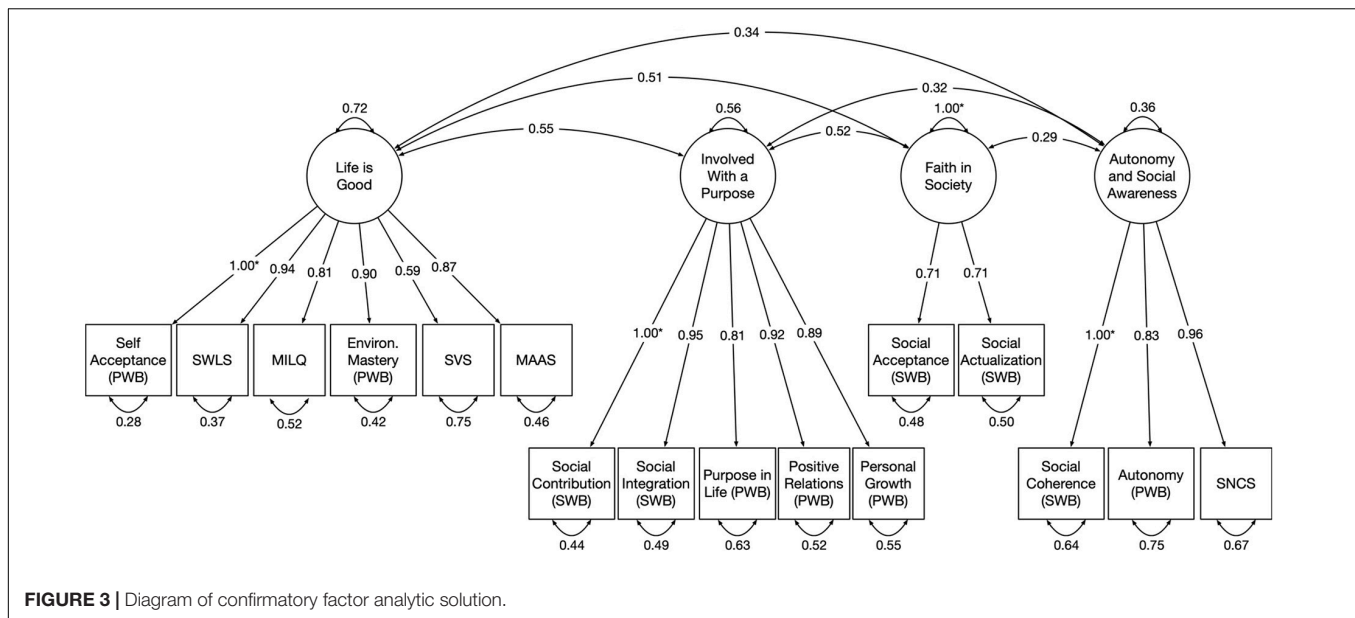 0.34
0.51
0.32
0.72
0.56
1.00*
0.36
0.55
0.52
0.29
Life is
Good
Involved
With a
Purpose
Faith in
Society
Autonomy
and Social
Awareness
1.00*
0.94
0.81
0.90
0.59
0.87
1.00*
0.95
0.81
0.92
0.89
0.71
0.71
1.00*
0.83
0.96
Self
Acceptance
(PWB)
SWLS
MILQ
Environ.
Mastery
(PWB)
SVS
MAAS
Social
Acceptance
(SWB)
Social
Actualization
(SWB)
0.28
0.37
0.52
0.42
0.75
0.46
0.48
0.50
Social
Contribution
(SWB)
Social
Integration
(SWB)
Purpose in
Life (PWB)
Positive
Relations
(PWB)
Personal
Growth
(PWB)
Social
Coherence
(SWB)
Autonomy
(PWB)
SNCS
0.44
0.49
0.63
0.52
0.55
0.64
0.75
0.67
FIGURE 3 | Diagram of confirmatory factor analytic solution.